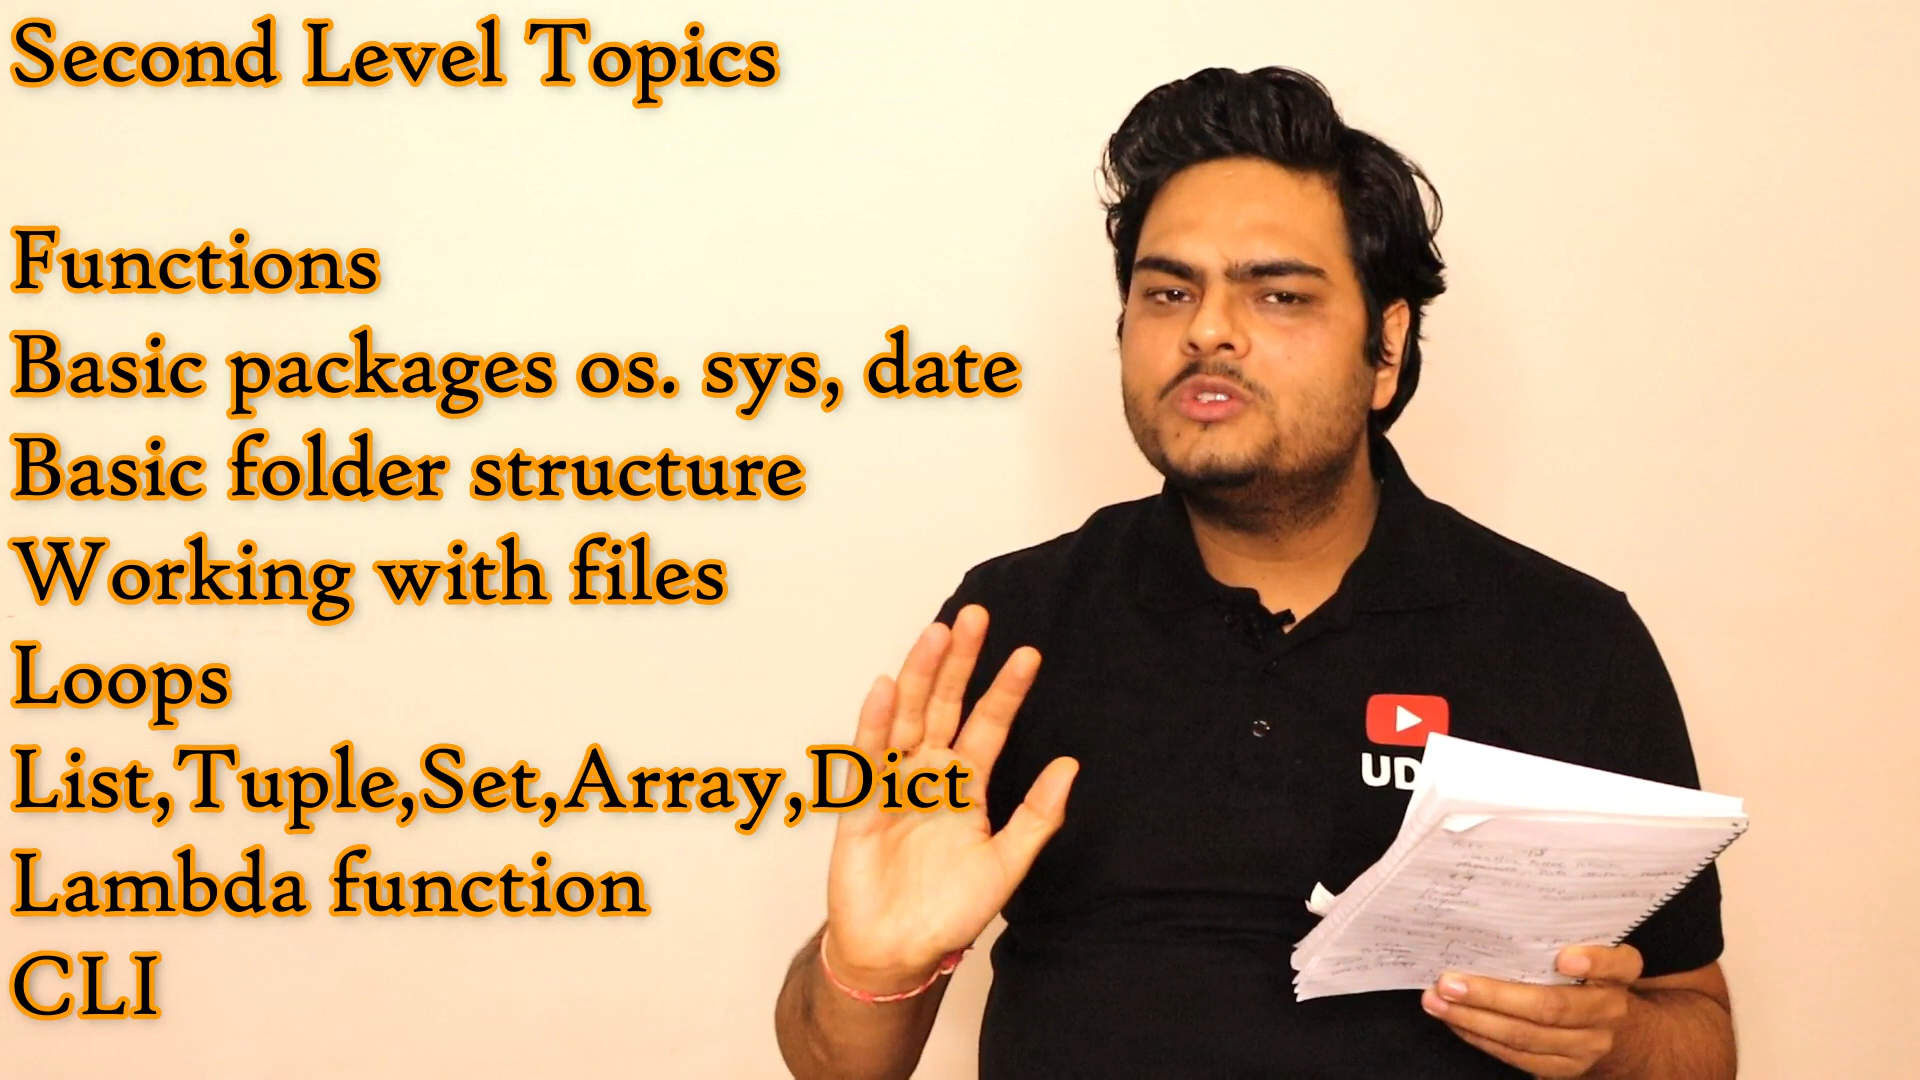 Second Level Topics
Functions
Basic packages os. sys, date
Basic folder structure
Working with files
Loops
List,Tuple,Set,Array,Dict
Lambda function
CLI
UD